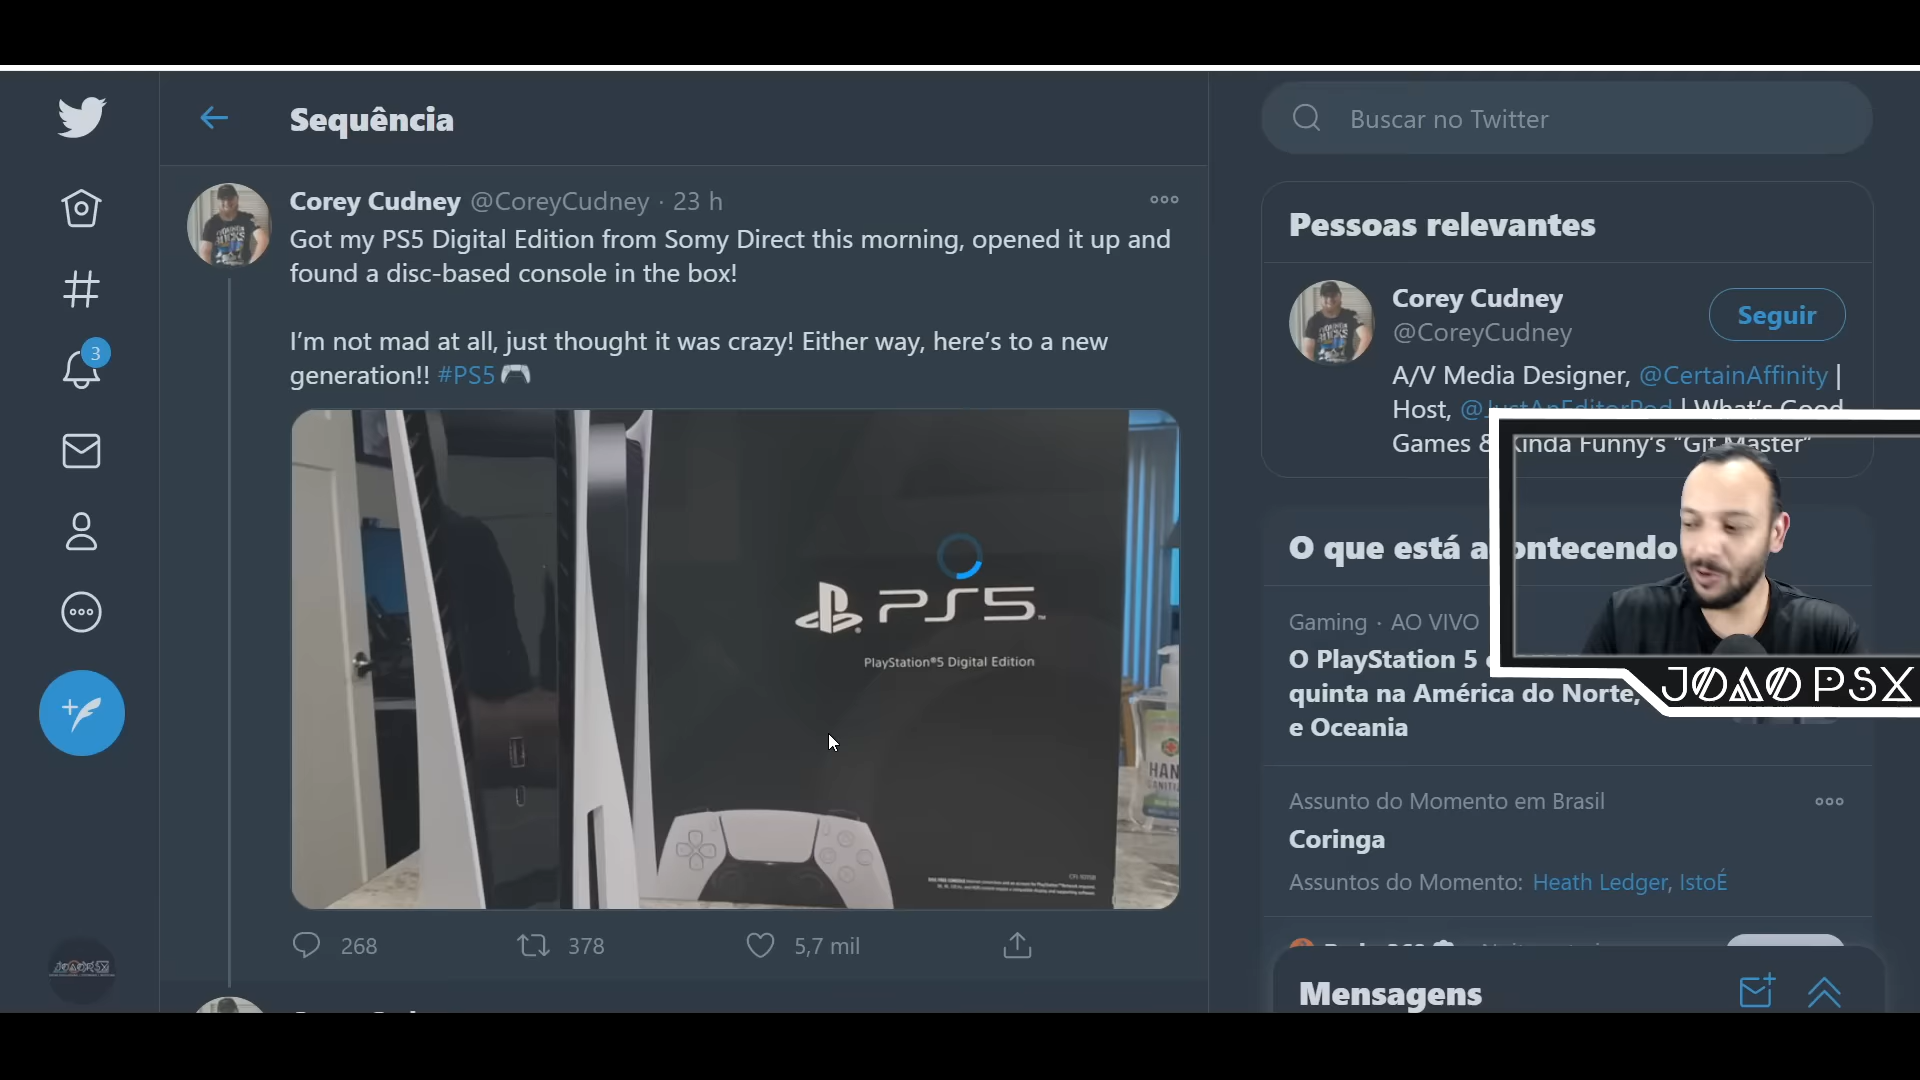 Sequência
Buscar no Twitter
Corey Cudney @CoreyCudney · 23 h
Got my PS5 Digital Edition from Somy Direct this morning, opened it up and
found a disc-based console in the box!
I'm not mad at all, just thought it was crazy! Either way, here's to a new
generation!! #PS5
PS5
PlayStation®5 Digital Edition
HAN
268
378
5,7 mil
3
Pessoas relevantes
Corey Cudney
@CoreyCudney
Seguir
A/V Media Designer, @CertainAffinity |
Host, @JustAnEditorPod | What's Good
Games & Kinda Funny's "Git Master"
O que está acontecendo
Gaming · AO VIVO
O PlayStation 5
quinta na América do Norte,
e Oceania
JOAO PSX
Assunto do Momento em Brasil
Coringa
Assuntos do Momento: Heath Ledger, IstoÉ
Mensagens